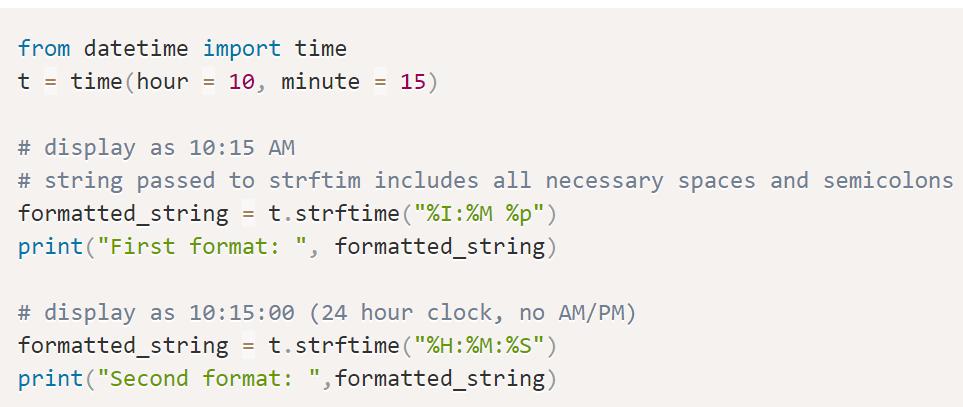 from datetime import time
t = time(hour = 10, minute = 15)
# display as 10:15 AM
# string passed to strftim includes all necessary spaces and semicolons
formatted_string = t.strftime("%I:%M %p")
print("First format: ", formatted_string)
# display as 10:15:00 (24 hour clock, no AM/PM)
formatted_string = t.strftime("%H:%M:%S")
print("Second format: ",formatted_string)